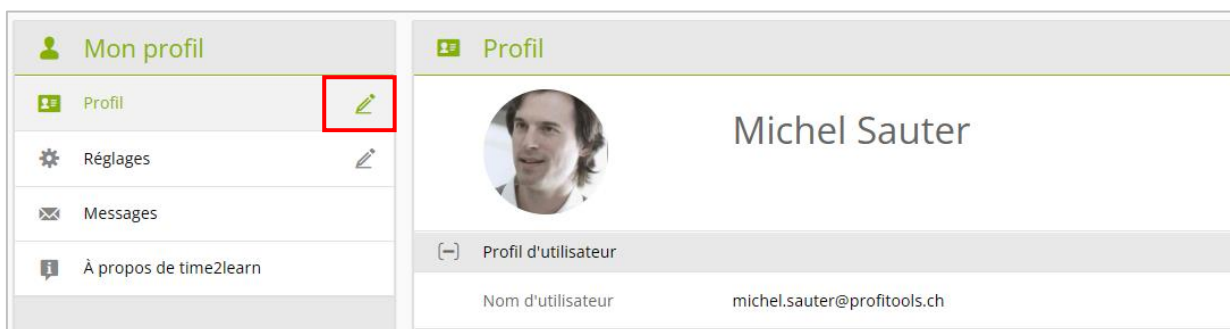 Mon profil
Profil
Réglages
Messages
À propos de time2learn
Profil
Michel Sauter
Profil d'utilisateur
Nom d'utilisateur michel.sauter@profitools.ch